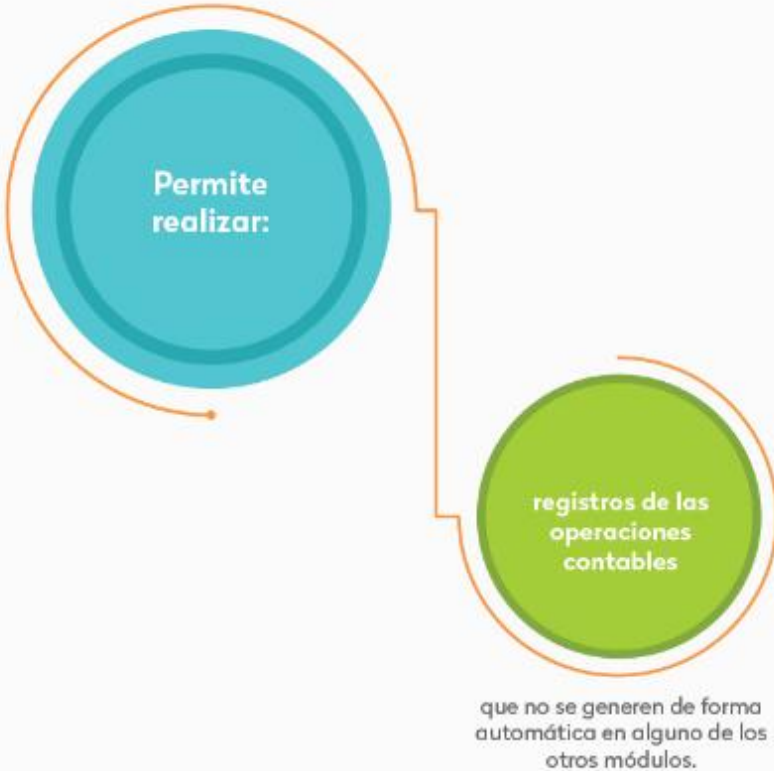 Permite
realizar:
registros de las
operaciones
contables
que no se generen de forma
automática en alguno de los
otros módulos.